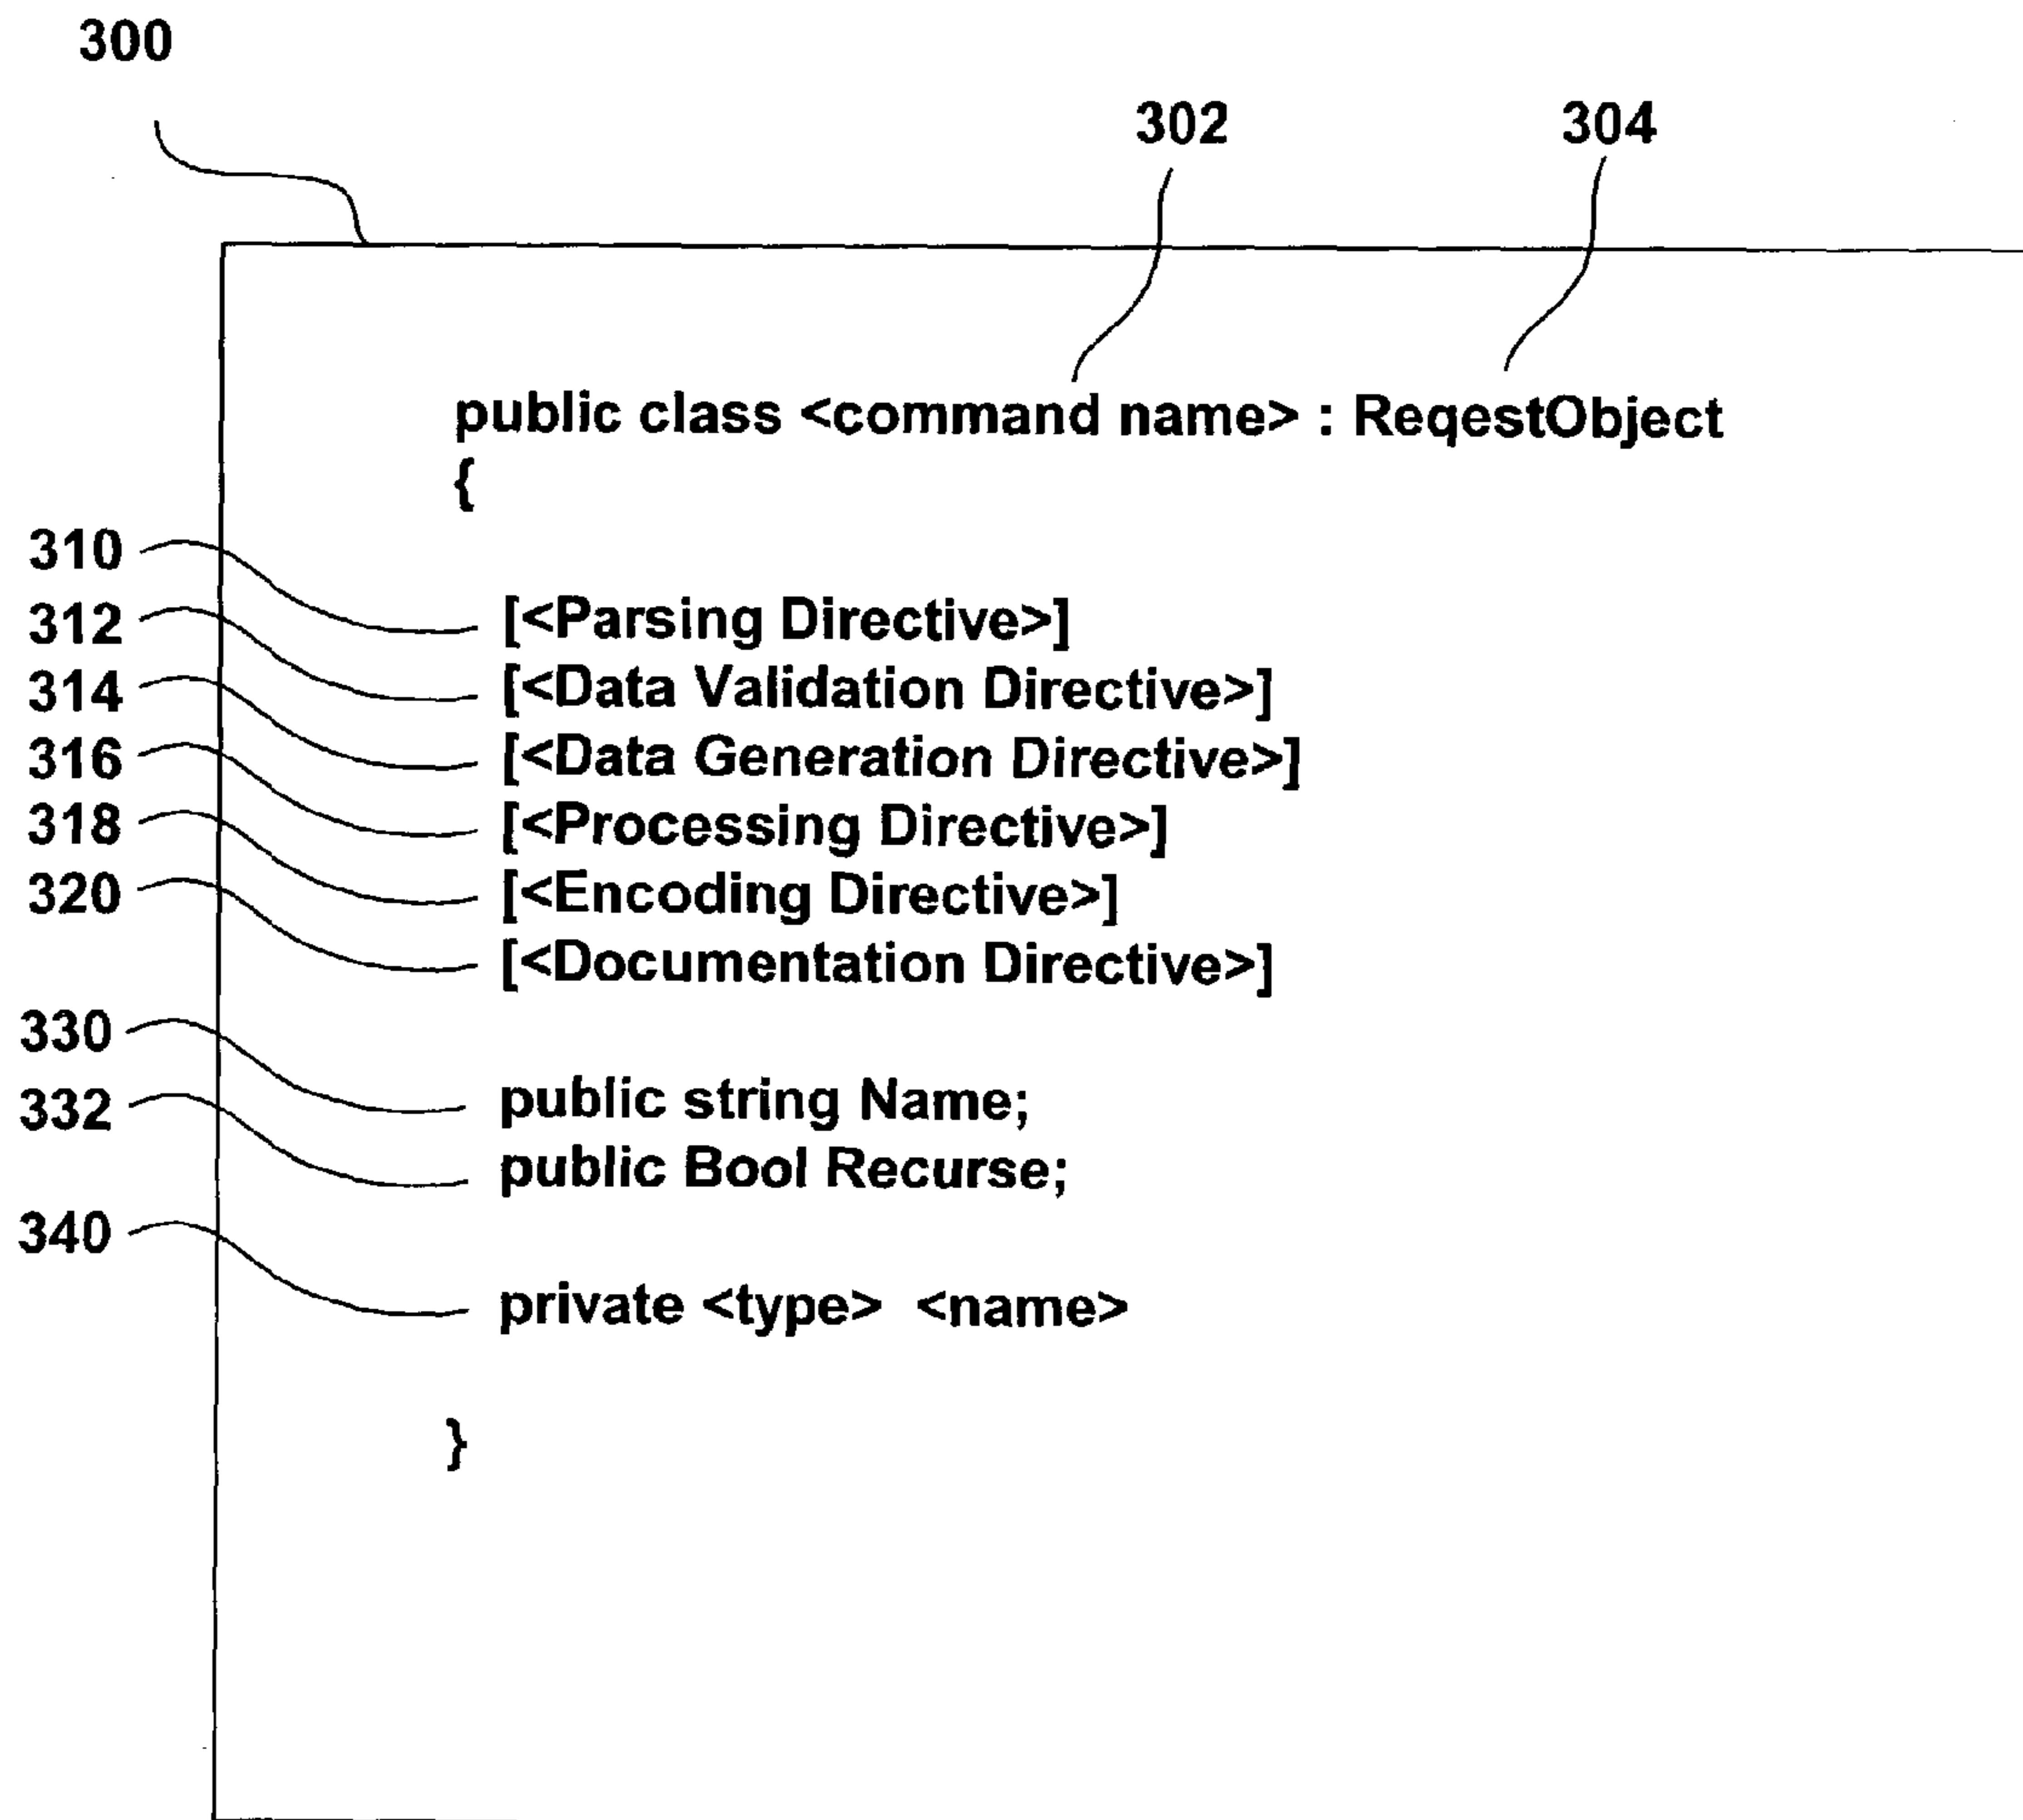 300
302 304
public class <command name> : ReqestObject
{
310
[<Parsing Directive>]
312
[<Data Validation Directive>]
314
[<Data Generation Directive>]
316
[<Processing Directive>]
318
[<Encoding Directive>]
320
[<Documentation Directive>]
330
public string Name;
332
public Bool Recurse;
340
private <type> <name>
}